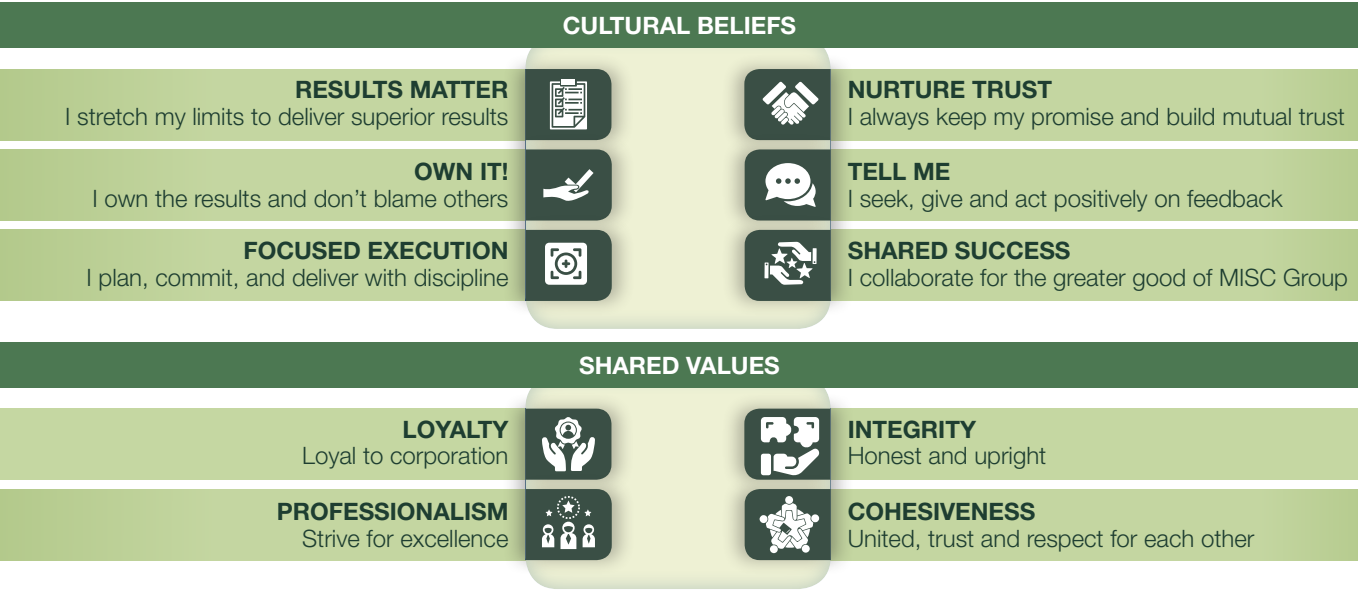 CULTURAL BELIEFS
RESULTS MATTER
I stretch my limits to deliver superior results
OWN IT!
I own the results and don’t blame others
FOCUSED EXECUTION
I plan, commit, and deliver with discipline
NURTURE TRUST
I always keep my promise and build mutual trust
TELL ME
I seek, give and act positively on feedback
SHARED SUCCESS
I collaborate for the greater good of MISC Group
SHARED VALUES
LOYALTY
Loyal to corporation
PROFESSIONALISM
Strive for excellence
INTEGRITY
Honest and upright
COHESIVENESS
United, trust and respect for each other